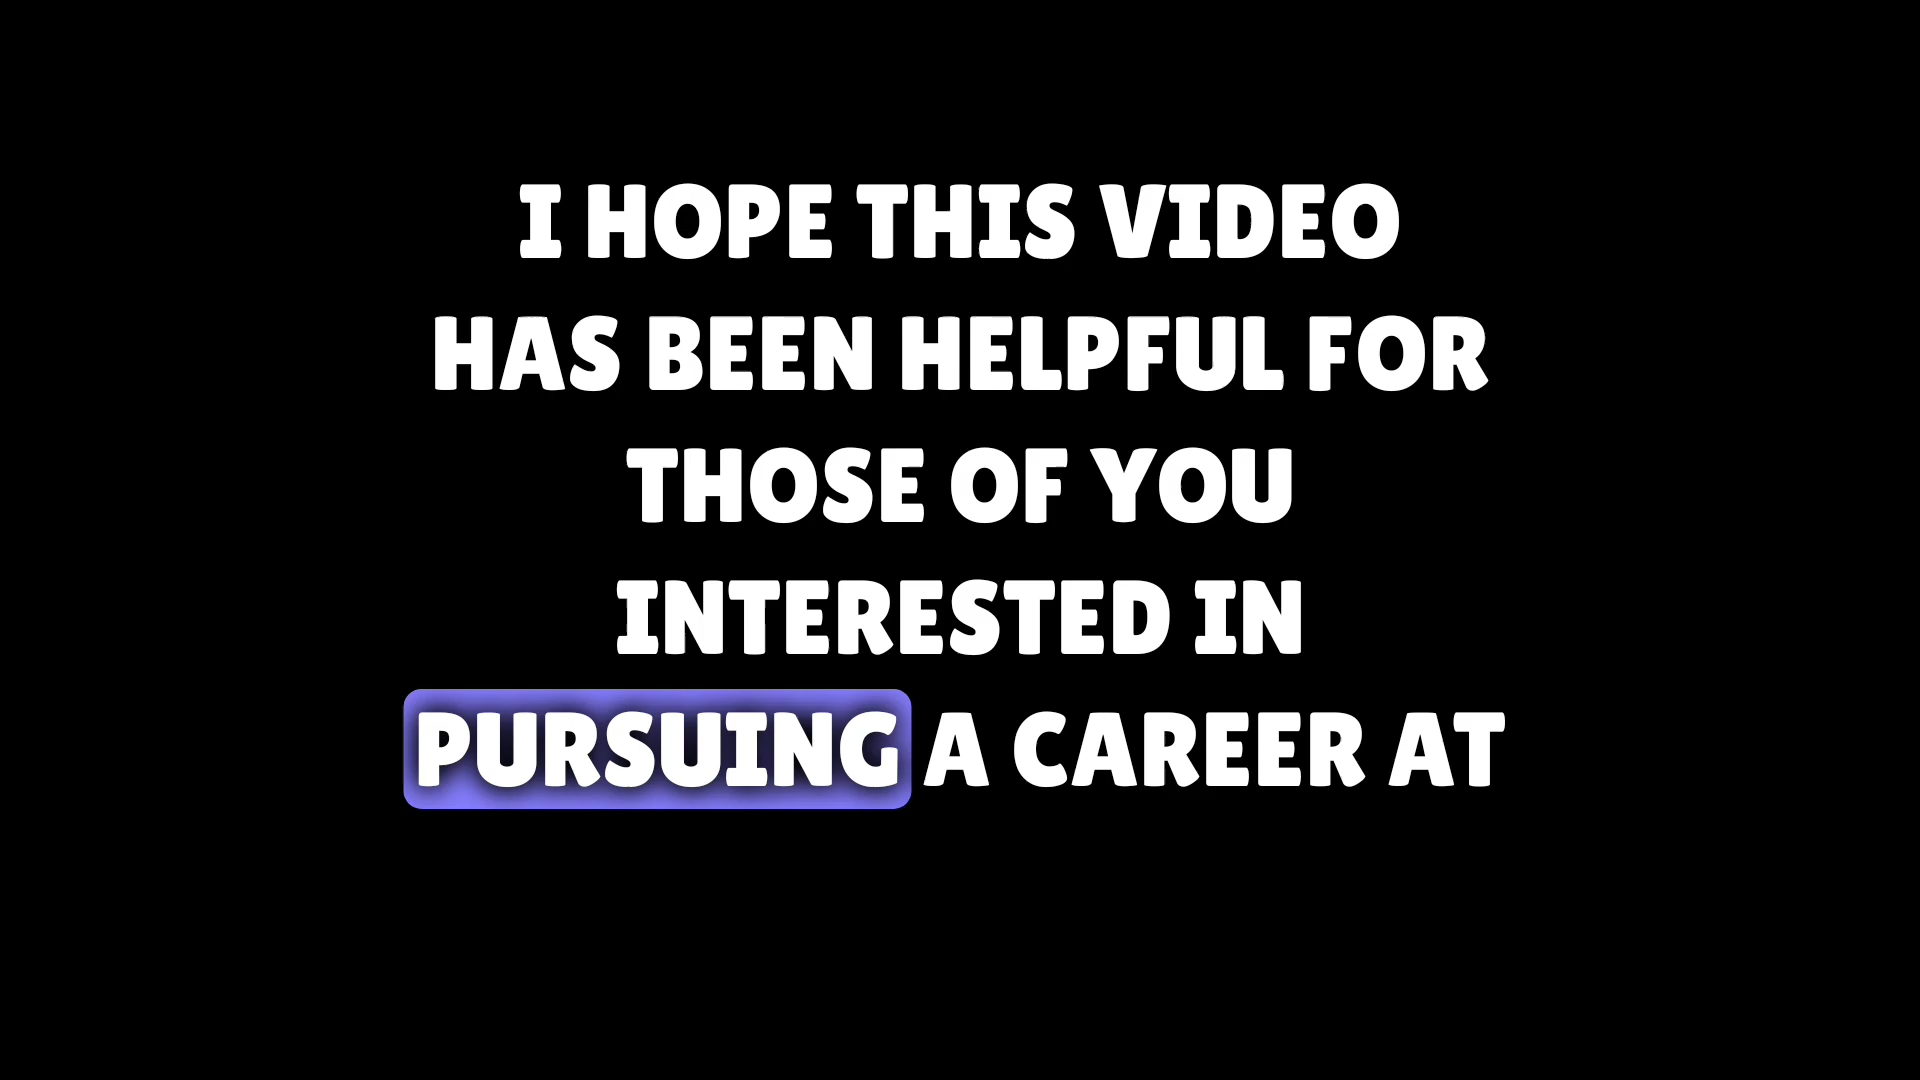 I HOPE THIS VIDEO
HAS BEEN HELPFUL FOR
THOSE OF YOU
INTERESTED IN
PURSUING A CAREER AT